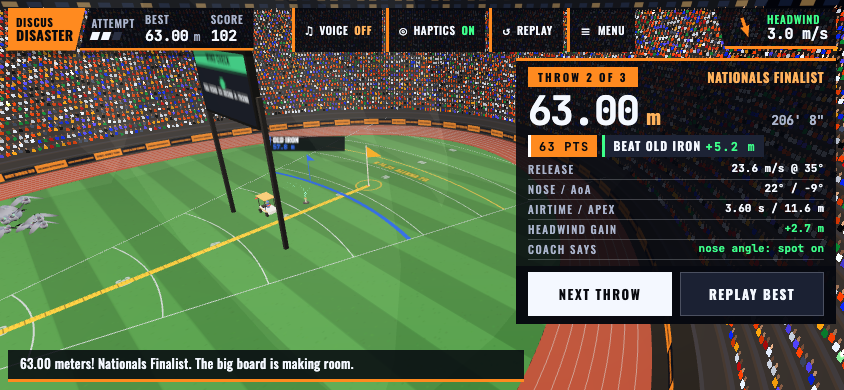 DISCUS
DISASTER
ATTEMPT
BEST
63.00 m
SCORE
102
♫ VOICE OFF
◎ HAPTICS ON
↺ REPLAY
≡ MENU
HEADWIND
3.0 m/s
OLD IRON
THROW 2 OF 3
NATIONALS FINALIST
63.00 m
206' 8"
63 PTS
BEAT OLD IRON +5.2 m
RELEASE
23.6 m/s @ 35°
NOSE / AoA
22° / -9°
AIRTIME / APEX
3.60 s / 11.6 m
HEADWIND GAIN
+2.7 m
COACH SAYS
nose angle: spot on
NEXT THROW
REPLAY BEST
63.00 meters! Nationals Finalist. The big board is making room.